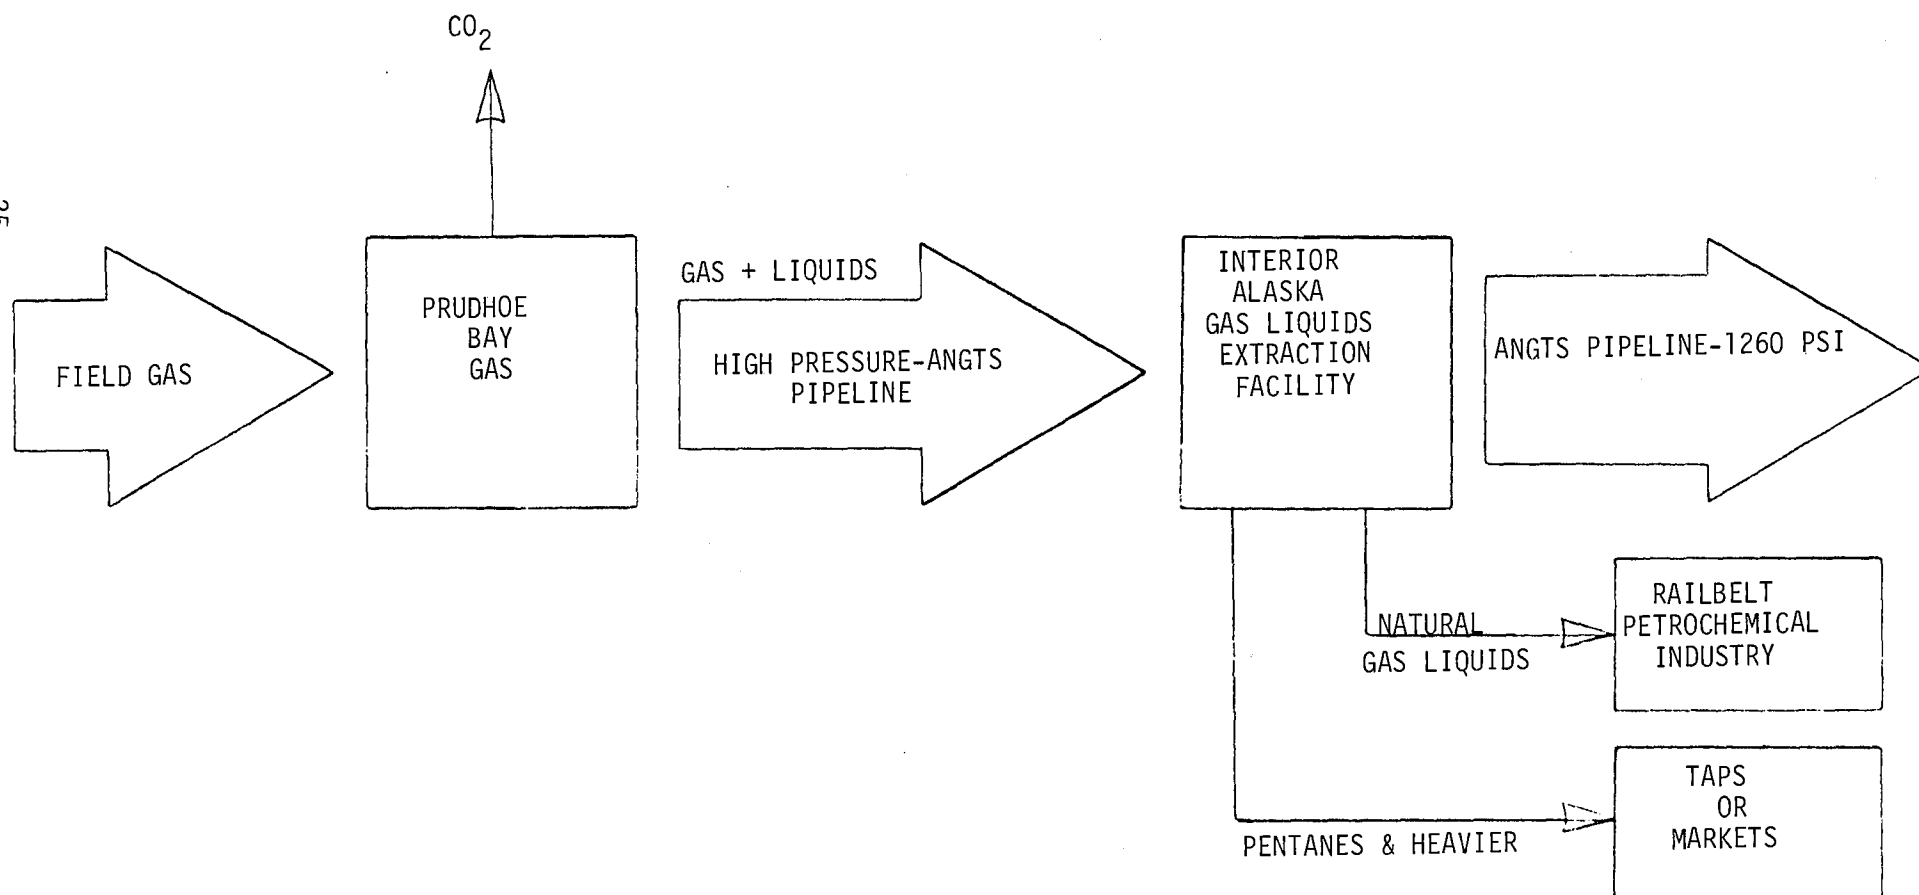 CO2
25
FIELD GAS
PRUDHOE
BAY
GAS
GAS + LIQUIDS
HIGH PRESSURE-ANGTS
PIPELINE
INTERIOR
ALASKA
GAS LIQUIDS
EXTRACTION
FACILITY
ANGTS PIPELINE-1260 PSI
NATURAL
GAS LIQUIDS
RAILBELT
PETROCHEMICAL
INDUSTRY
PENTANES & HEAVIER
TAPS
OR
MARKETS